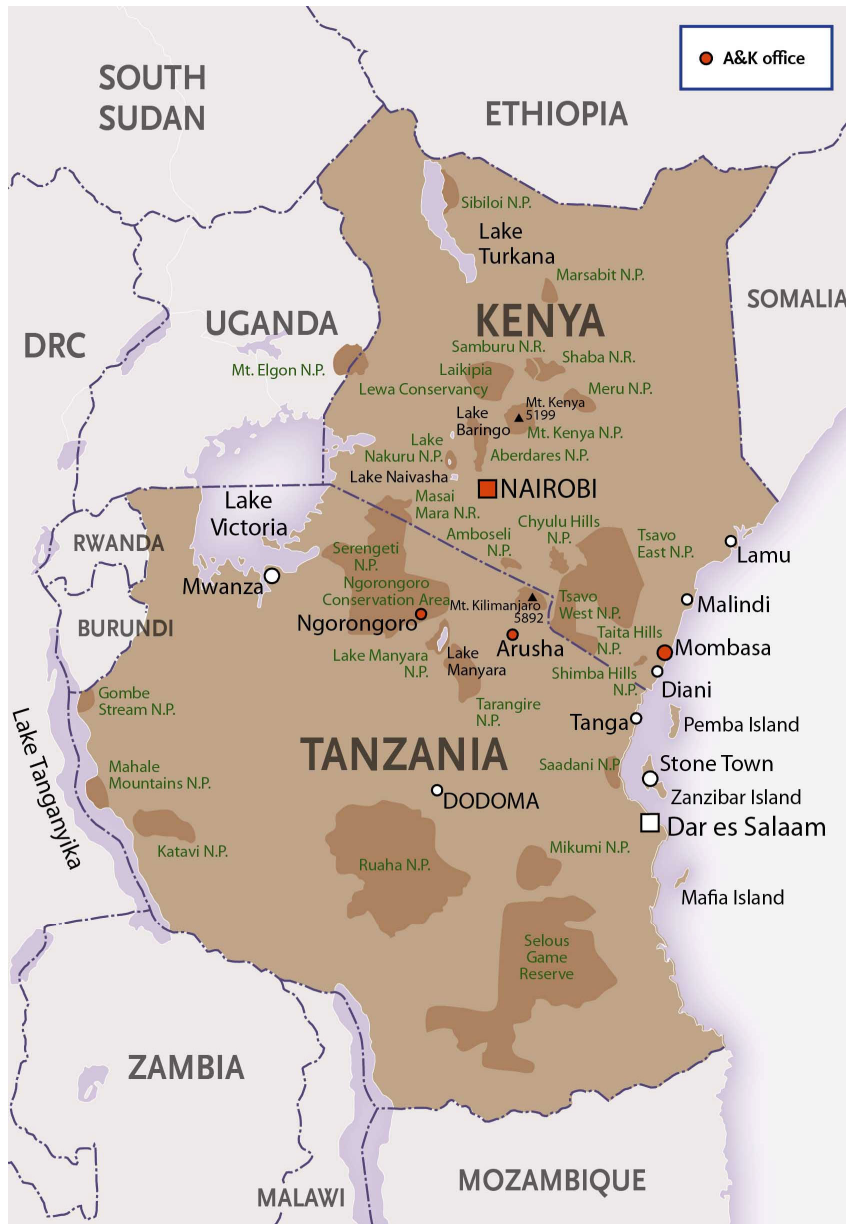 A&K office
SOUTH
SUDAN
ETHIOPIA
Sibiloi N.P.
Lake
Turkana
Marsabit N.P.
SOMALIA
UGANDA
KENYA
DRC
Samburu N.R.
Shaba N.R.
Mt. Elgon N.P.
Laikipia
Lewa Conservancy
Meru N.P.
Mt. Kenya
5199
Lake
Baringo
Mt. Kenya N.P.
Lake
Nakuru N.P.
Aberdares N.P.
Lake Naivasha
NAIROBI
Lake
Victoria
Masai
Mara N.R.
Amboseli
N.P.
Chyulu Hills
N.P.
Tsavo
East N.P.
RWANDA
Serengeti
N.P.
Lamu
Mwanza
Ngorongoro
Conservation Area
Mt. Kilimanjaro
5892
Tsavo
West N.P.
Malindi
BURUNDI
Ngorongoro
Taita Hills
N.P.
Arusha
Mombasa
Lake Manyara
N.P.
Lake
Manyara
Shimba Hills
N.P.
Diani
Gombe
Stream N.P.
Tarangire
N.P.
Tanga
Pemba Island
Lake Tanganyika
TANZANIA
Mahale
Mountains N.P.
Saadani N.P.
Stone Town
Zanzibar Island
DODOMA
Dar es Salaam
Katavi N.P.
Ruaha N.P.
Mikumi N.P.
Mafia Island
Selous
Game
Reserve
ZAMBIA
MOZAMBIQUE
MALAWI